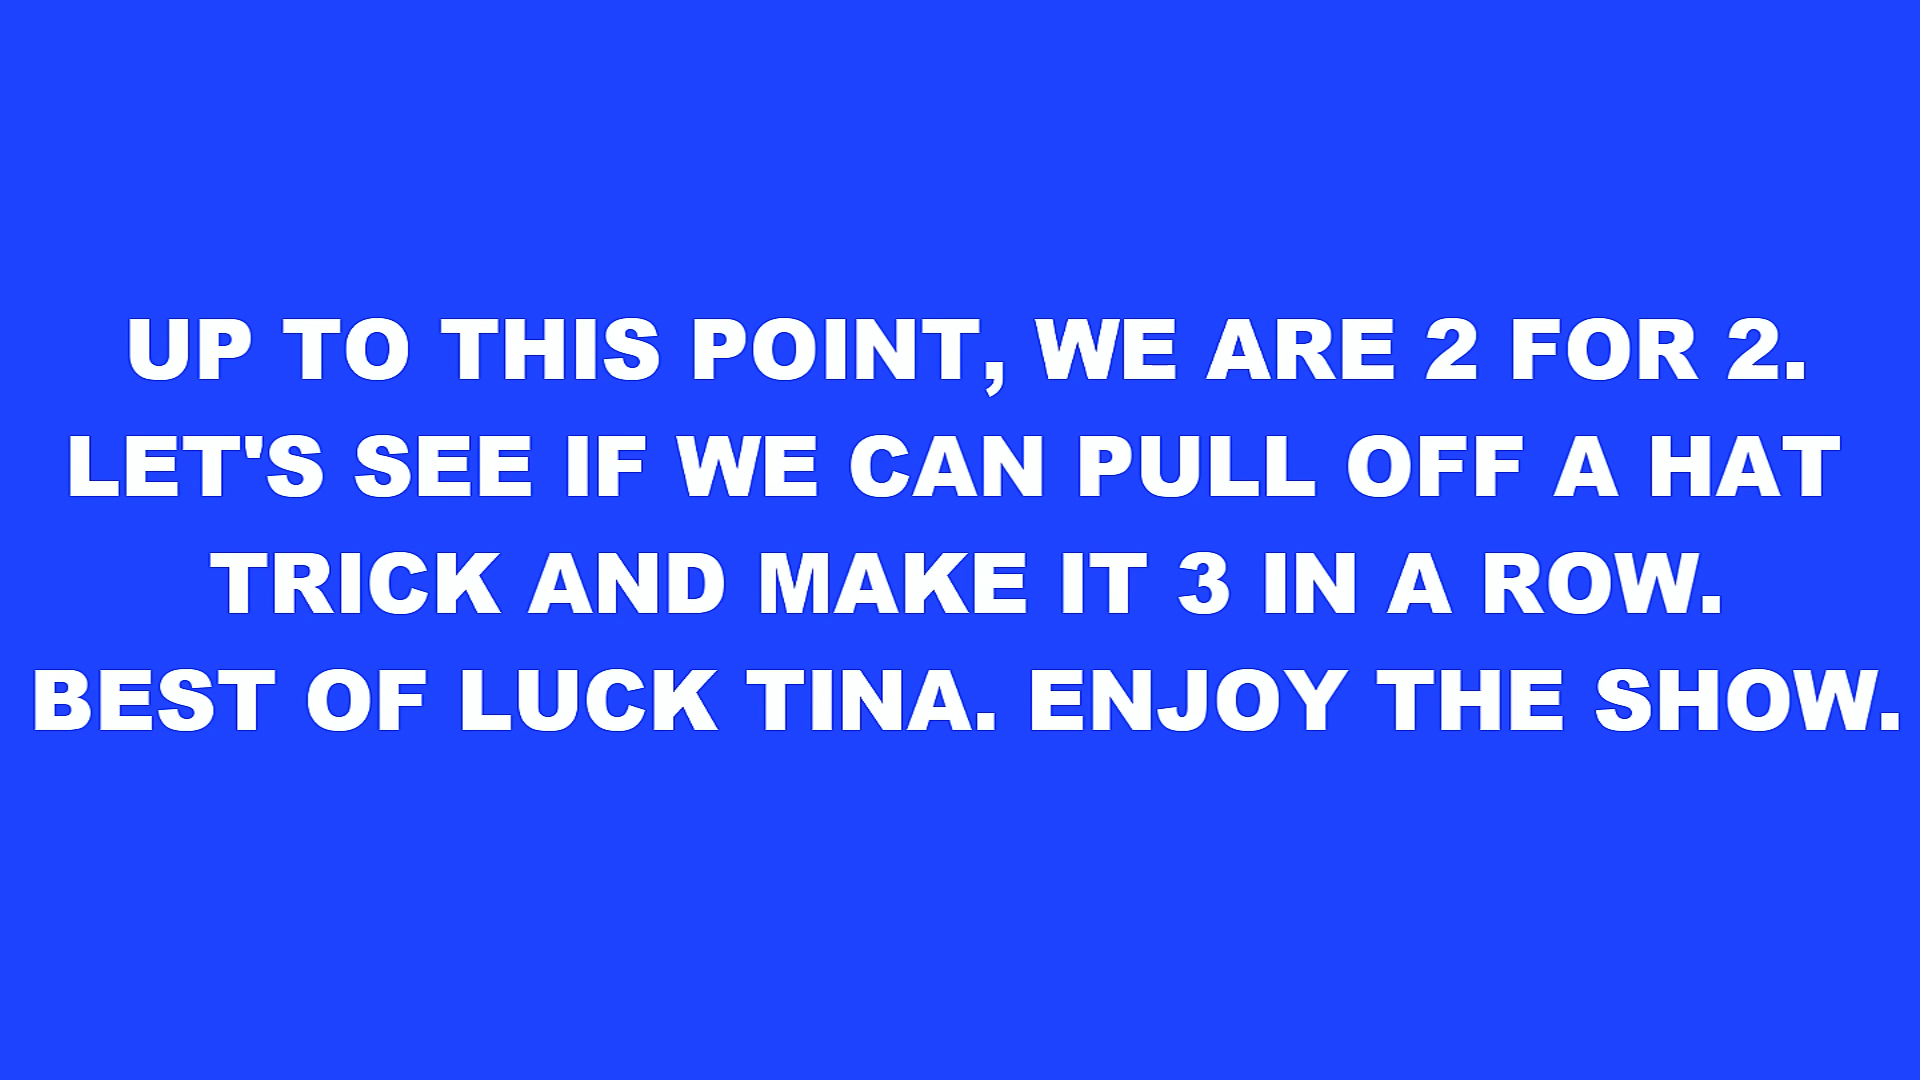 UP TO THIS POINT, WE ARE 2 FOR 2.
LET'S SEE IF WE CAN PULL OFF A HAT
TRICK AND MAKE IT 3 IN A ROW.
BEST OF LUCK TINA. ENJOY THE SHOW.